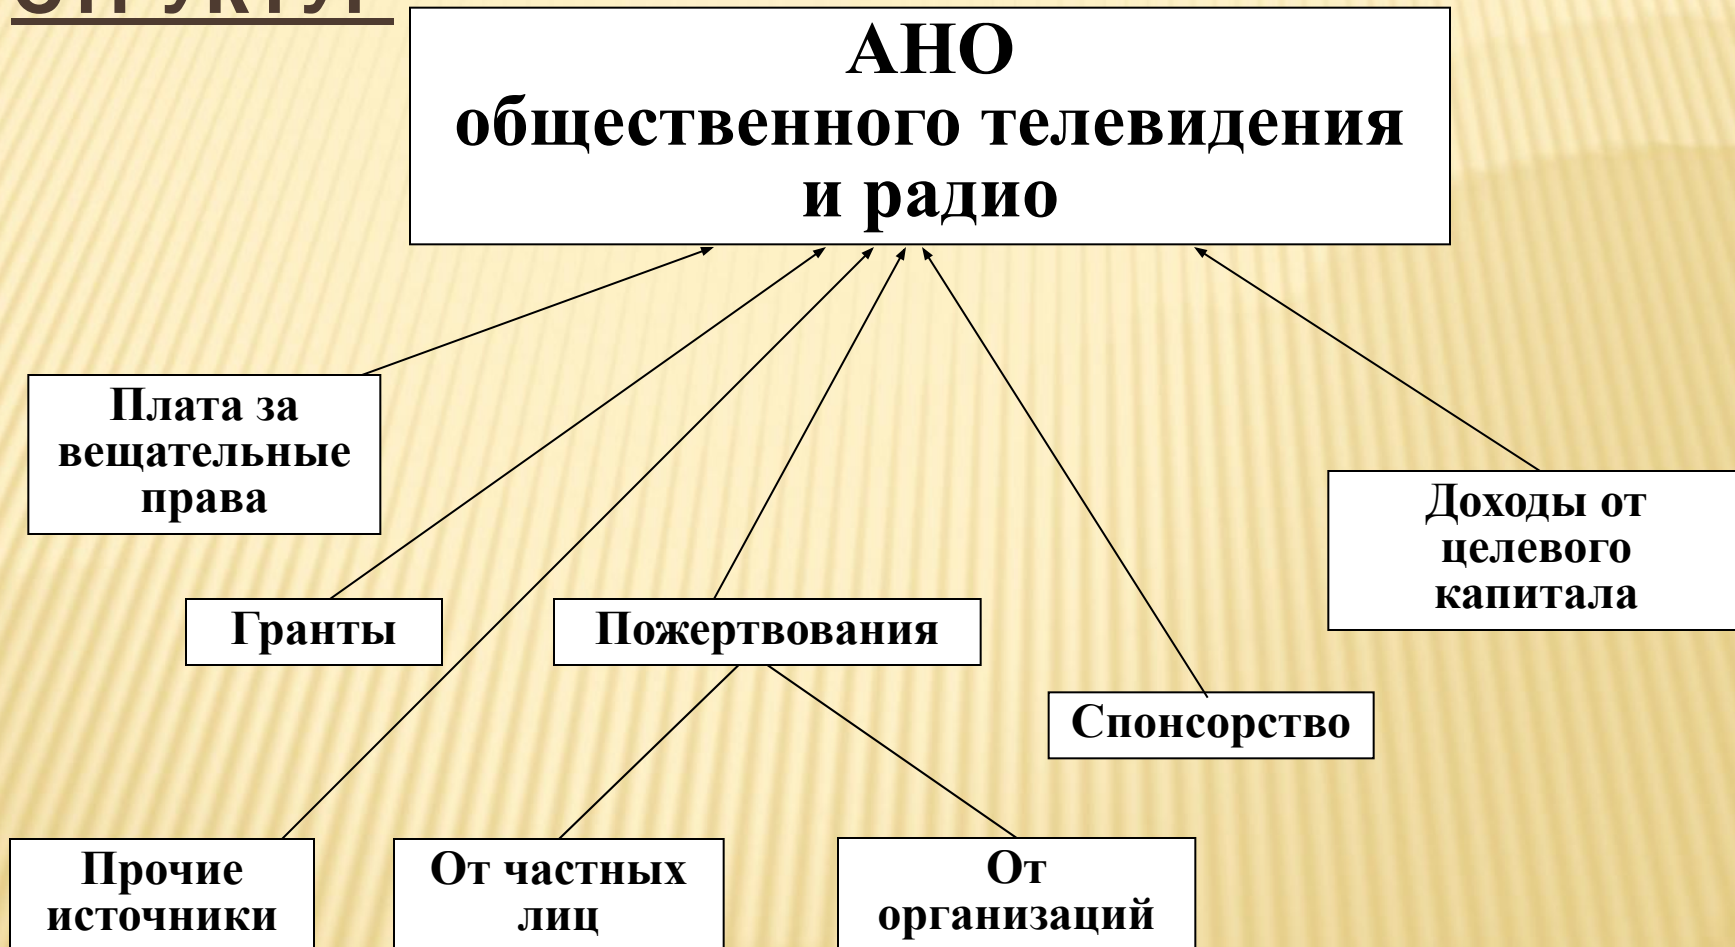 АНО
общественного телевидения
и радио
Плата за
вещательные
права
Доходы от
целевого
капитала
Гранты
Пожертвования
Спонсорство
Прочие
источники
От частных
лиц
От
организаций